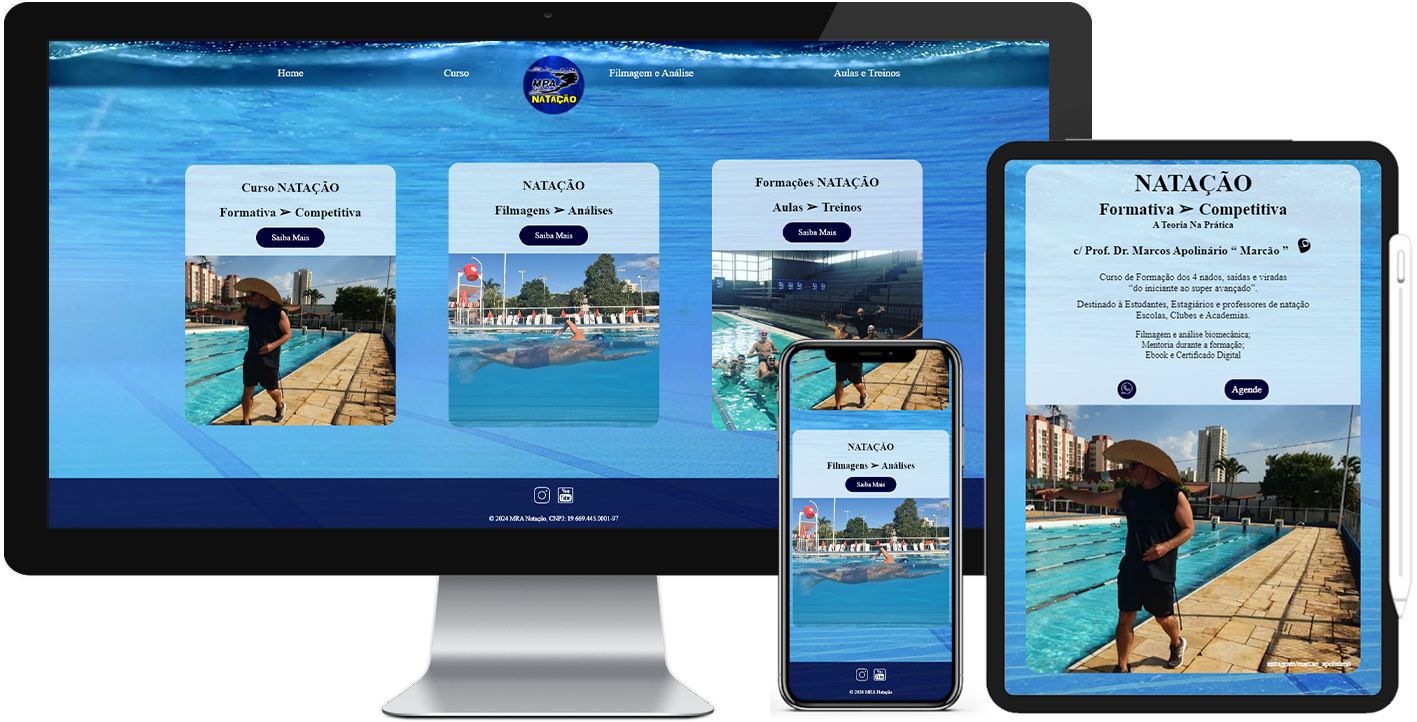 Home
Curso
MRA
NATAÇÃO
Filmagem e Análise
Aulas e Treinos
Curso NATAÇÃO
Formativa ➢ Competitiva
Saiba Mais
NATAÇÃO
Filmagens ➢ Análises
Saiba Mais
Formações NATAÇÃO
Aulas ➢ Treinos
Saiba Mais
You
Tube
© 2024 MRA Natação, CNPJ: 19.669.445.0001-97
NATAÇÃO
Filmagens ➢ Análises
Saiba Mais
You
Tube
© 2024 MRA Natação
NATAÇÃO
Formativa ➢ Competitiva
A Teoria Na Prática
c/ Prof. Dr. Marcos Apolinário “ Marcão ”
Curso de Formação dos 4 nados, saídas e viradas
“do iniciante ao super avançado”.
Destinado à Estudantes, Estagiários e professores de natação
Escolas, Clubes e Academias.
Filmagem e análise biomecânica;
Mentoria durante a formação;
Ebook e Certificado Digital
Agende
instagram/marcao_apolinario